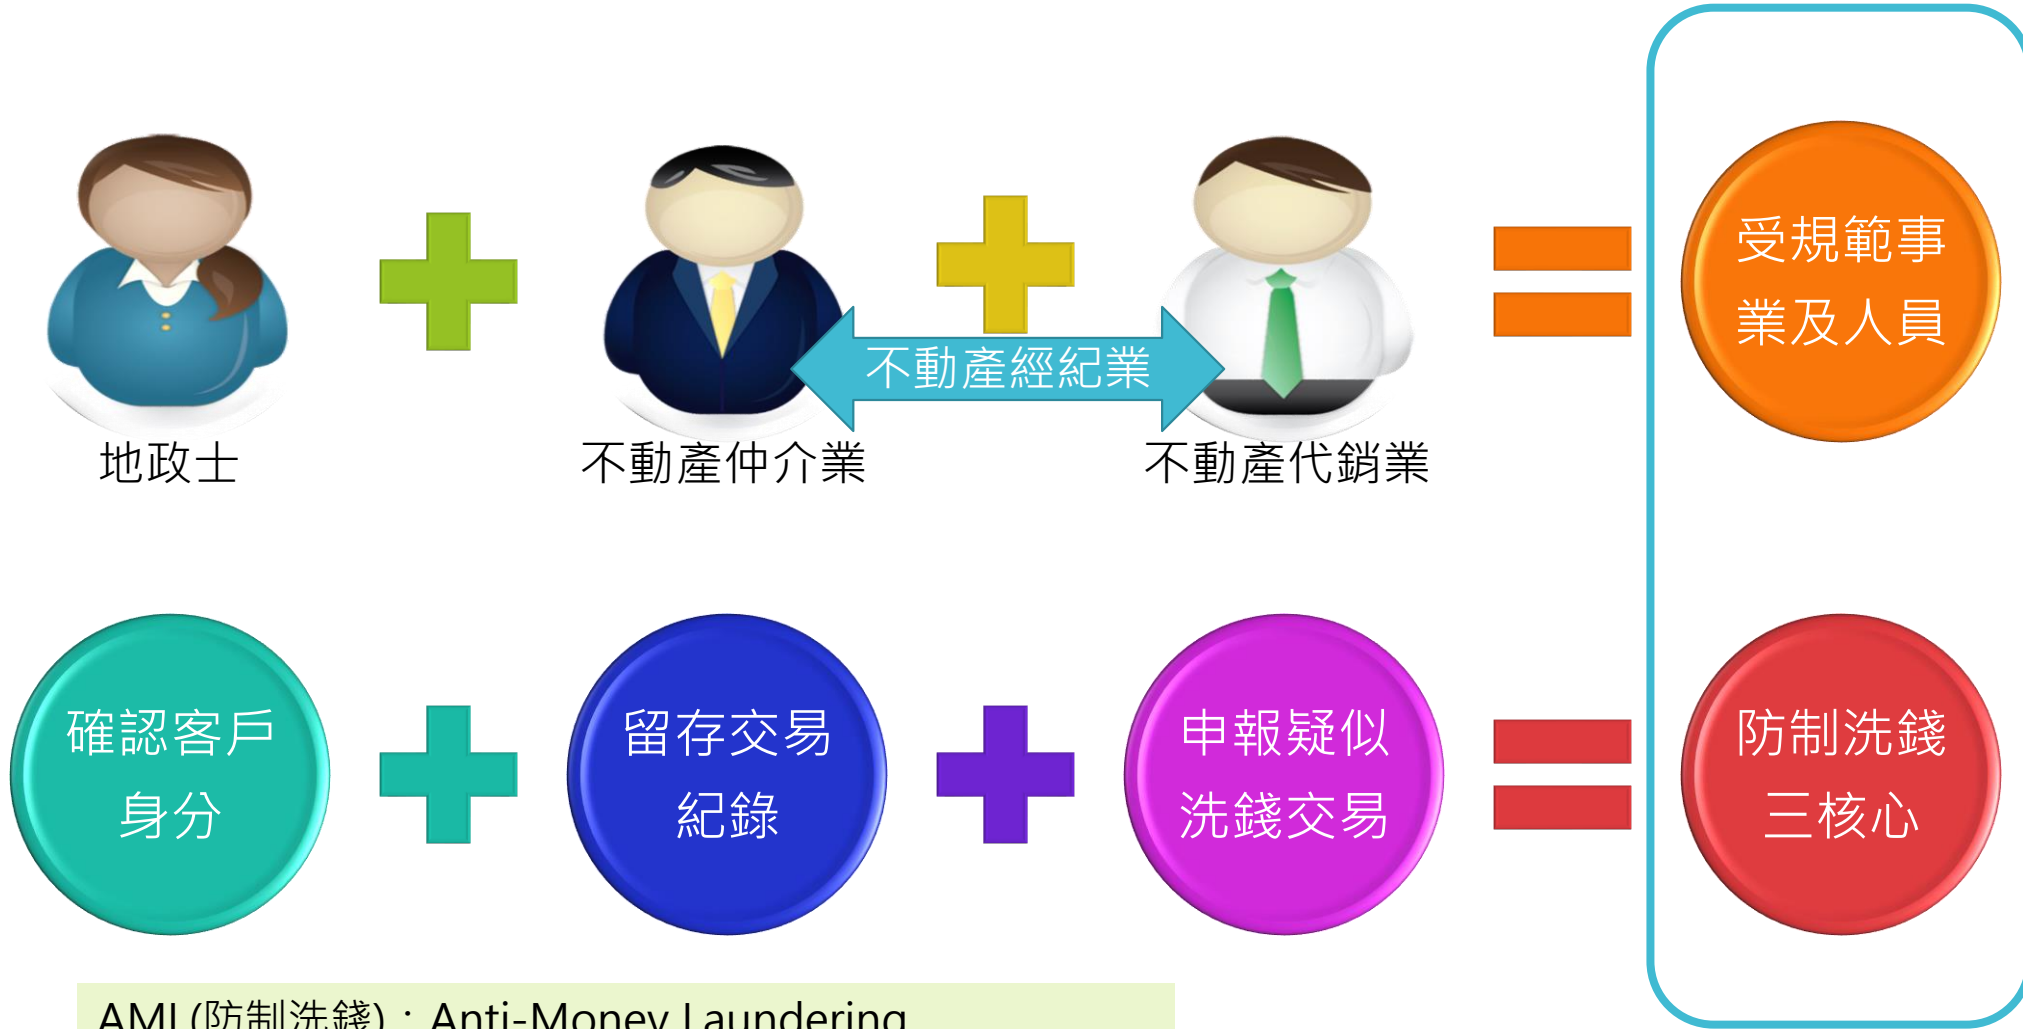 受規範事
業及人員
不動產經紀業
地政士
不動產仲介業
不動產代銷業
確認客戶
身分
留存交易
紀錄
申報疑似
洗錢交易
防制洗錢
三核心
AML(防制洗錢)：Anti-Money Laundering